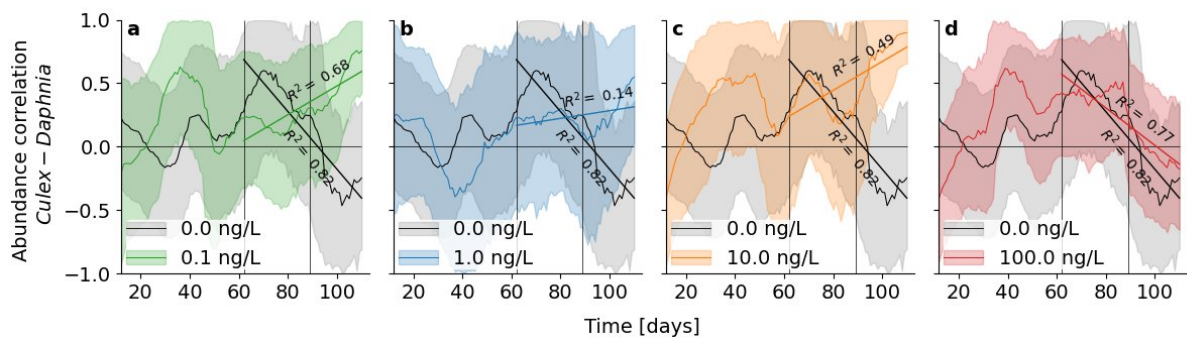 a b c d
Abundance correlation
Culex − Daphnia
1.0
0.5
0.0
−0.5
−1.0
R² = 0.68
R² = 0.82
0.0 ng/L
0.1 ng/L
20 40 60 80 100
R² = 0.14
R² = 0.82
0.0 ng/L
1.0 ng/L
20 40 60 80 100
R² = 0.49
R² = 0.82
0.0 ng/L
10.0 ng/L
20 40 60 80 100
R² = 0.77
R² = 0.82
0.0 ng/L
100.0 ng/L
20 40 60 80 100
Time [days]